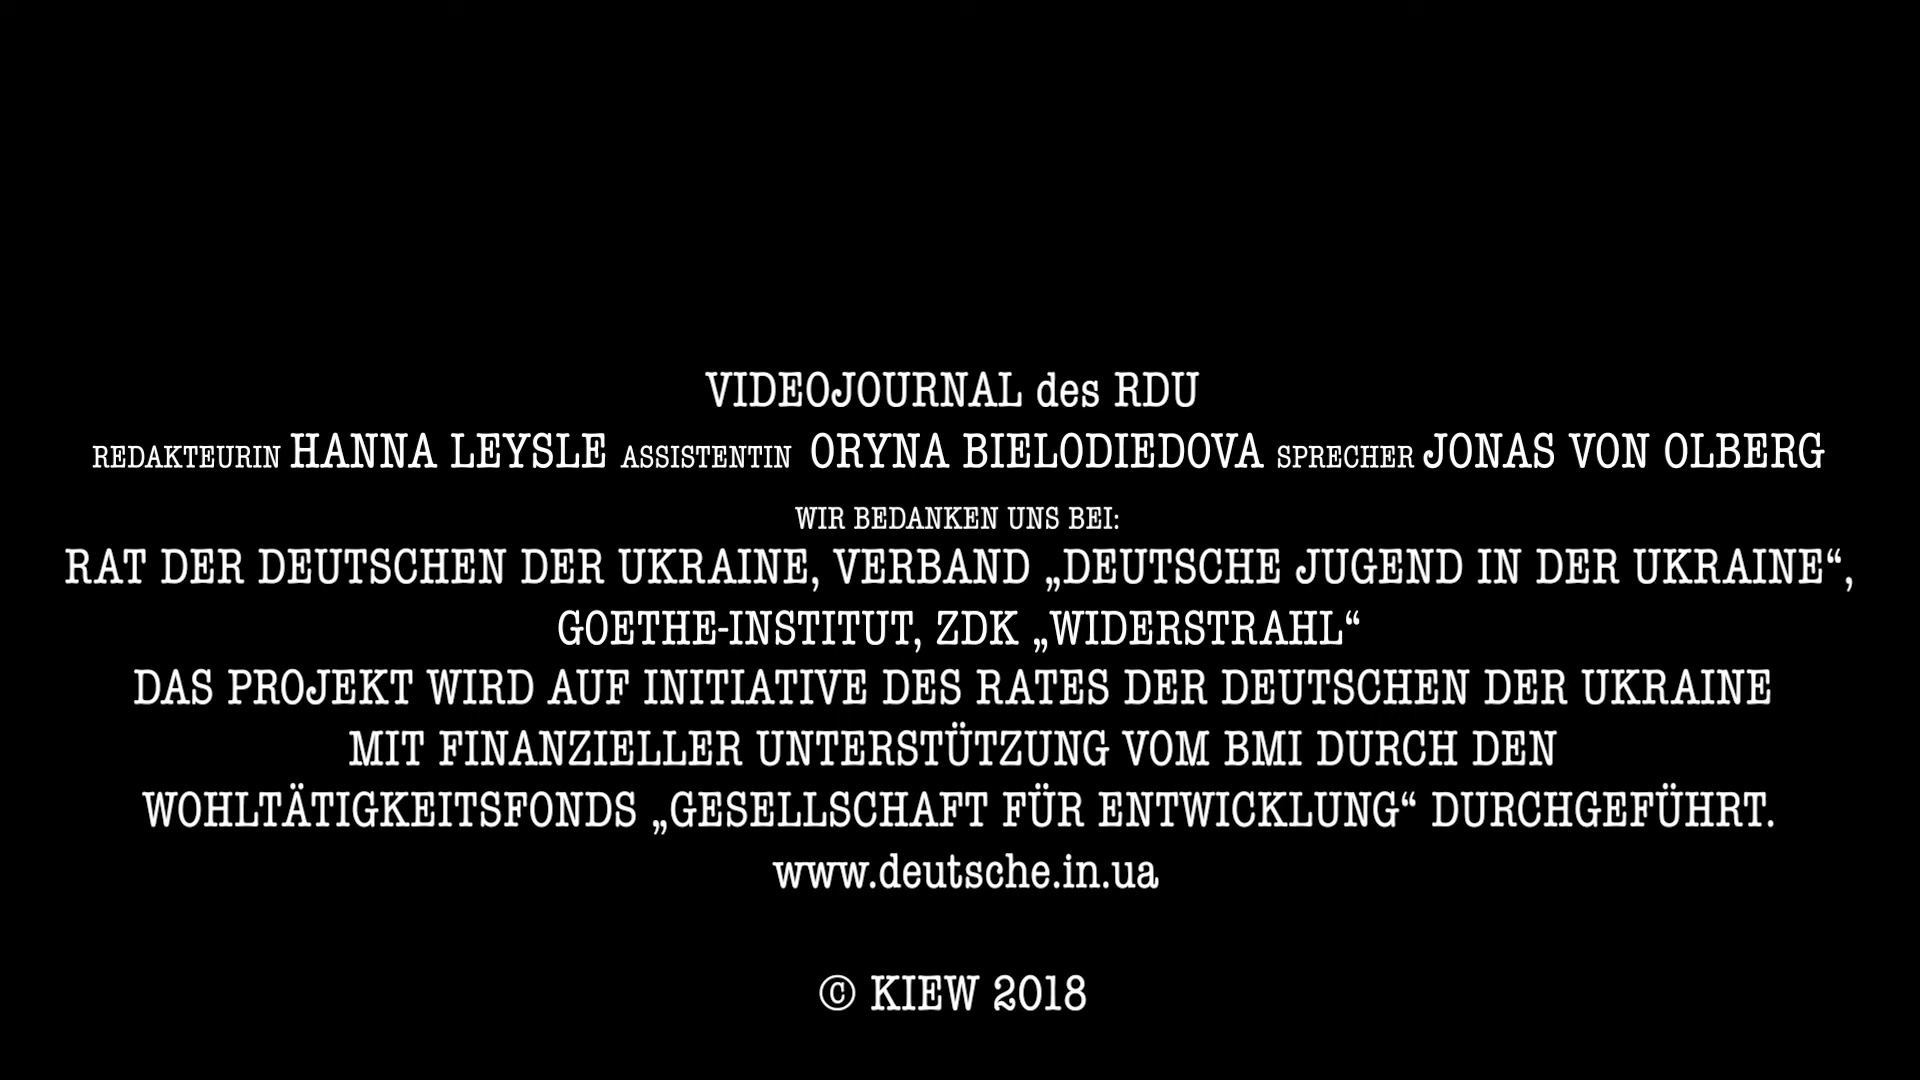 VIDEOJOURNAL des RDU
REDAKTEURIN HANNA LEYSLE ASSISTENTIN ORYNA BIELODIEDOVA SPRECHER JONAS VON OLBERG
WIR BEDANKEN UNS BEI:
RAT DER DEUTSCHEN DER UKRAINE, VERBAND „DEUTSCHE JUGEND IN DER UKRAINE“,
GOETHE-INSTITUT, ZDK „WIDERSTRAHL“
DAS PROJEKT WIRD AUF INITIATIVE DES RATES DER DEUTSCHEN DER UKRAINE
MIT FINANZIELLER UNTERSTÜTZUNG VOM BMI DURCH DEN
WOHLTÄTIGKEITSFONDS „GESELLSCHAFT FÜR ENTWICKLUNG“ DURCHGEFÜHRT.
www.deutsche.in.ua
© KIEW 2018